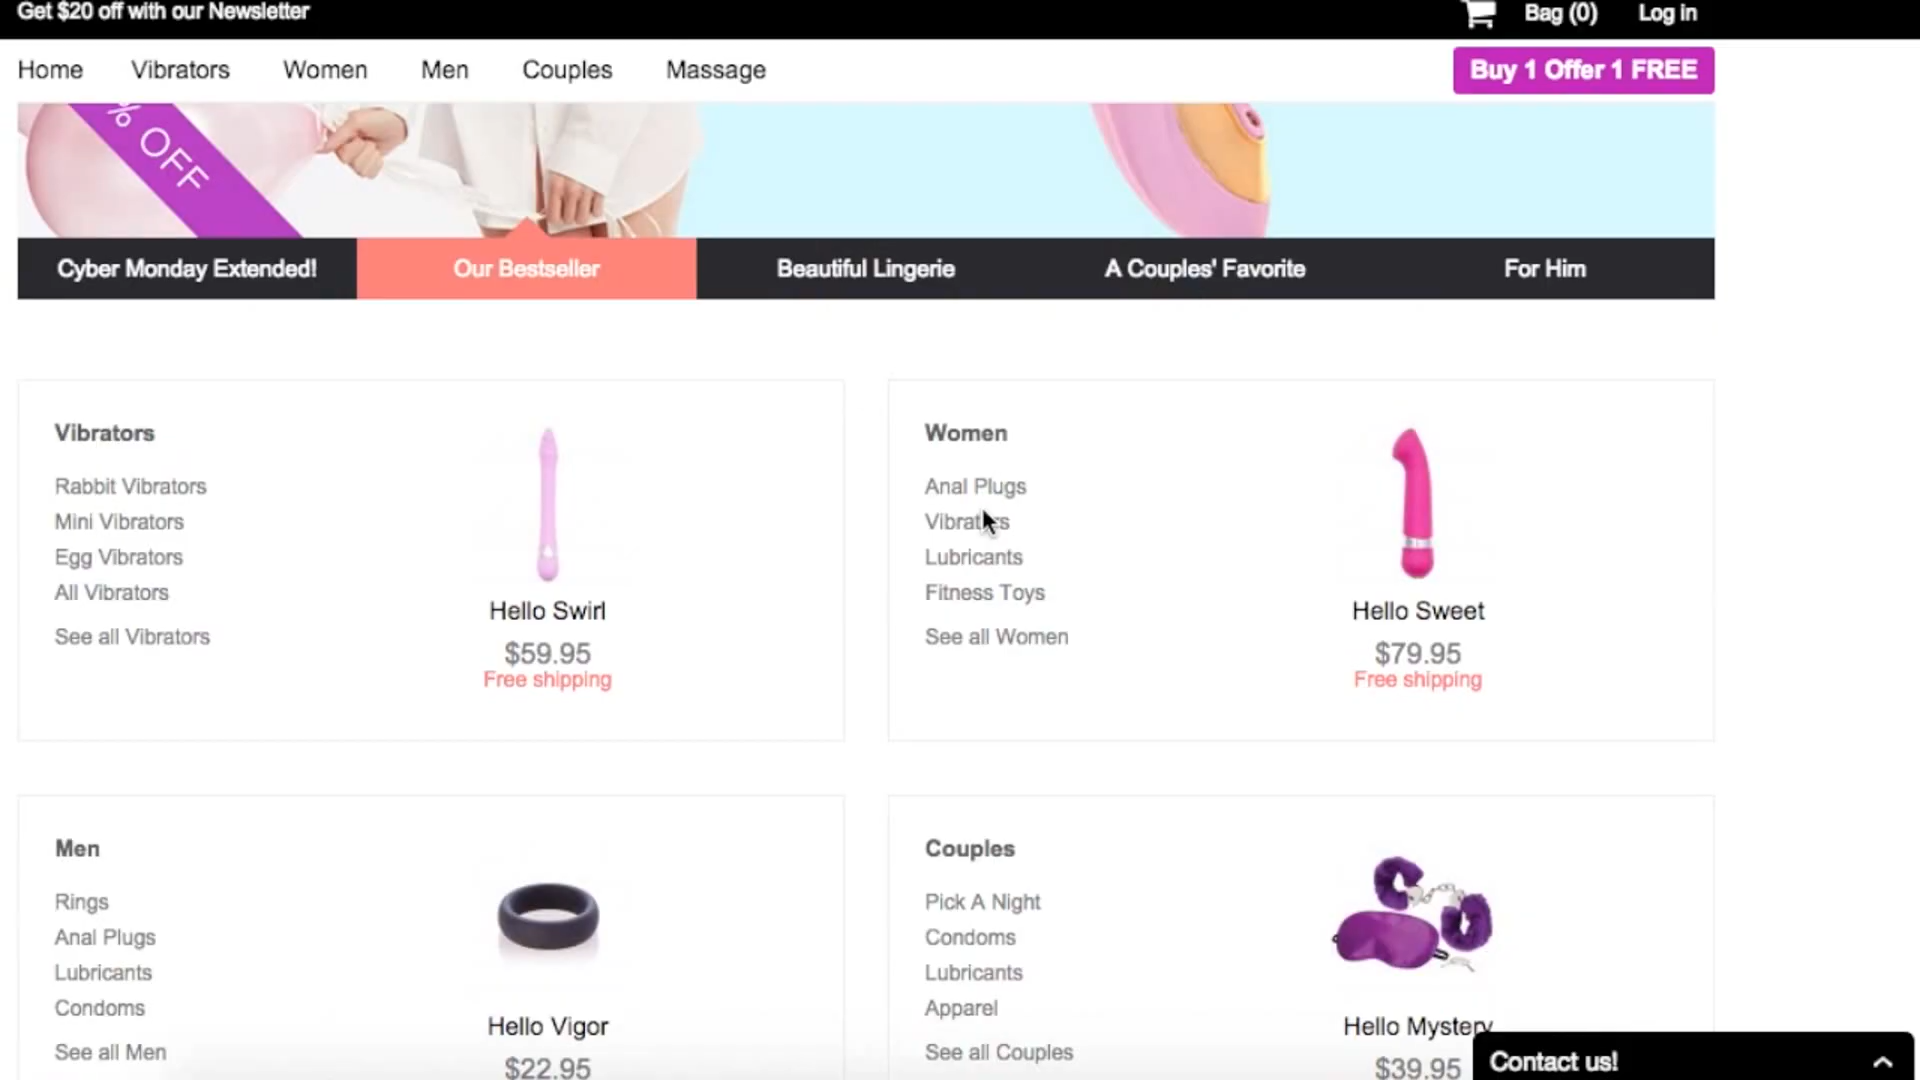 Get $20 off with our Newsletter
Bag (0)
Log in
Home
Vibrators
Women
Men
Couples
Massage
Buy 1 Offer 1 FREE
% OFF
Cyber Monday Extended!
Our Bestseller
Beautiful Lingerie
A Couples' Favorite
For Him
Vibrators
Rabbit Vibrators
Mini Vibrators
Egg Vibrators
All Vibrators
See all Vibrators
Hello Swirl
$59.95
Free shipping
Women
Anal Plugs
Vibrators
Lubricants
Fitness Toys
See all Women
Hello Sweet
$79.95
Free shipping
Men
Rings
Anal Plugs
Lubricants
Condoms
See all Men
Hello Vigor
$22.95
Couples
Pick A Night
Condoms
Lubricants
Apparel
See all Couples
Hello Mystery
$39.95
Contact us!